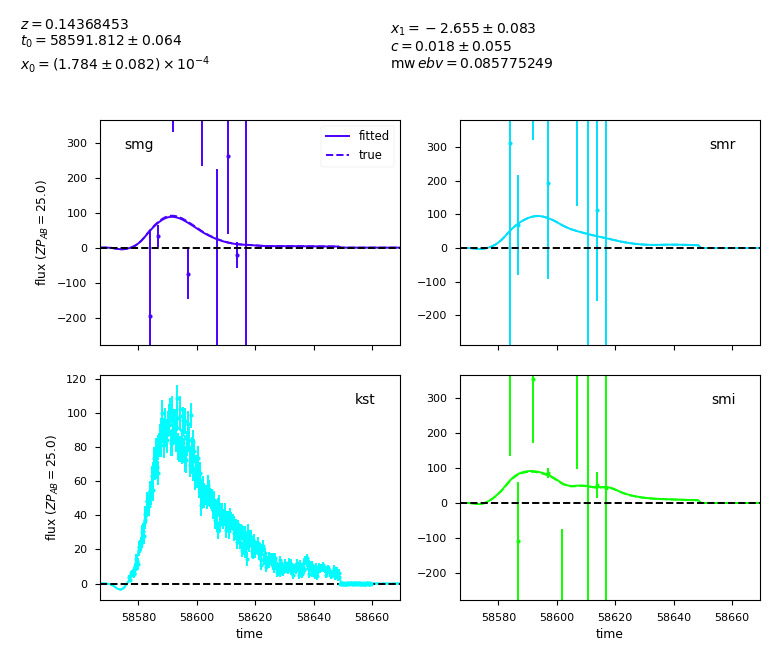 z = 0.14368453
t₀ = 58591.812 ± 0.064
x₀ = (1.784 ± 0.082) × 10⁻⁴
x₁ = −2.655 ± 0.083
c = 0.018 ± 0.055
mw ebv = 0.085775249
smg
fitted
true
300
200
100
0
−100
−200
flux (ZP_AB = 25.0)
smr
300
200
100
0
−100
−200
kst
120
100
80
60
40
20
0
flux (ZP_AB = 25.0)
58580 58600 58620 58640 58660
time
smi
300
200
100
0
−100
−200
58580 58600 58620 58640 58660
time